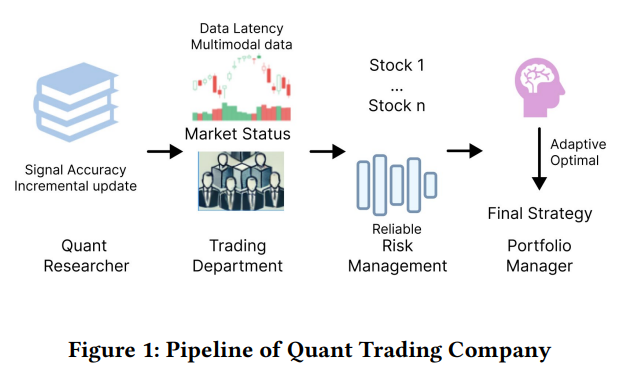 Data Latency
Multimodal data
Market Status
Signal Accuracy
Incremental update
Quant
Researcher
Trading
Department
Stock 1
...
Stock n
Reliable
Risk
Management
Adaptive
Optimal
Final Strategy
Portfolio
Manager
Figure 1: Pipeline of Quant Trading Company